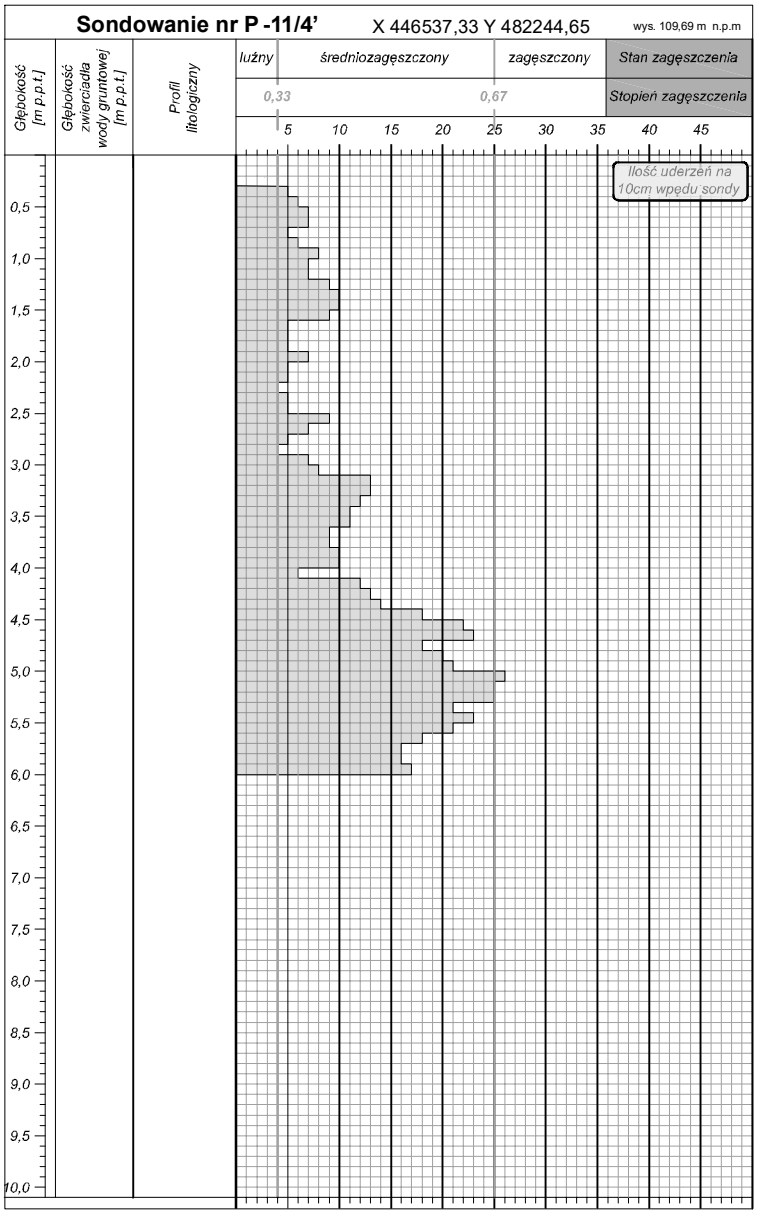 Sondowanie nr P -11/4’ X 446537,33 Y 482244,65 wys. 109,69 m n.p.m
Głębokość
[m p.p.t.]
Głębokość
zwierciadła
wody gruntowej
[m p.p.t.]
Profil
litologiczny
luźny średniozagęszczony zagęszczony Stan zagęszczenia
0,33 0,67 Stopień zagęszczenia
5 10 15 20 25 30 35 40 45
Ilość uderzeń na
10cm wpędu sondy
0,5
1,0
1,5
2,0
2,5
3,0
3,5
4,0
4,5
5,0
5,5
6,0
6,5
7,0
7,5
8,0
8,5
9,0
9,5
10,0